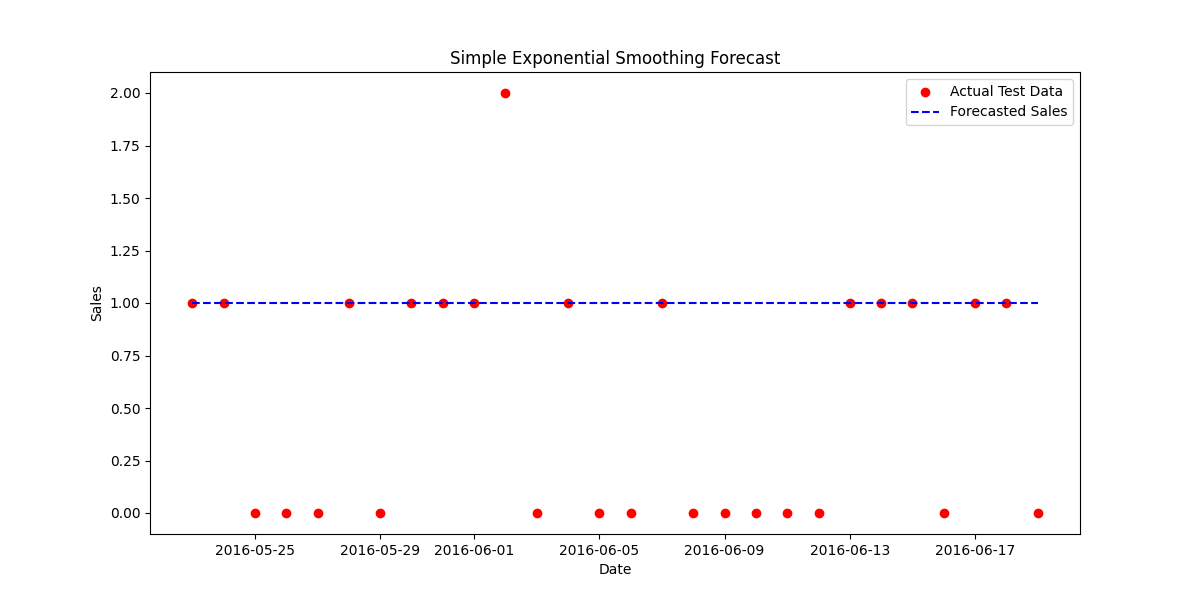 Simple Exponential Smoothing Forecast
Actual Test Data
Forecasted Sales
2.00
1.75
1.50
1.25
1.00
0.75
0.50
0.25
0.00
Sales
2016-05-25 2016-05-29 2016-06-01 2016-06-05 2016-06-09 2016-06-13 2016-06-17
Date